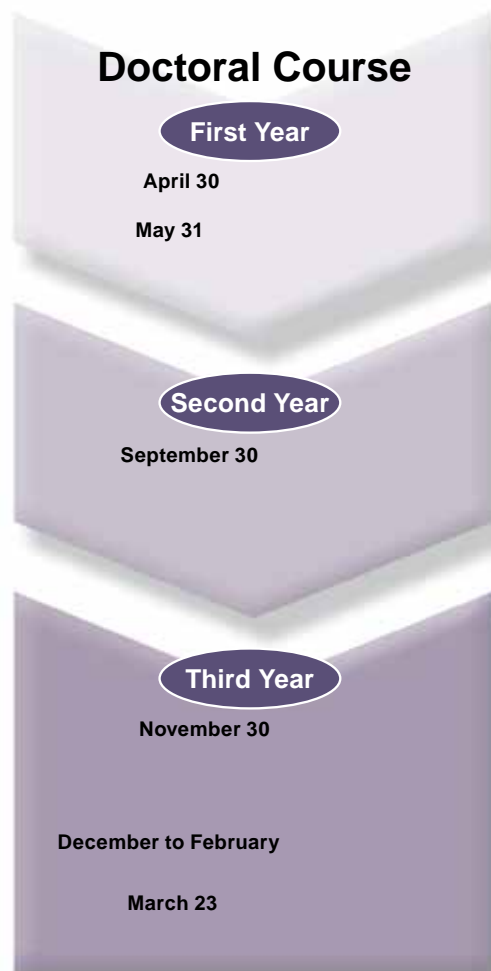 Doctoral Course
First Year
April 30
May 31
Second Year
September 30
Third Year
November 30
December to February
March 23